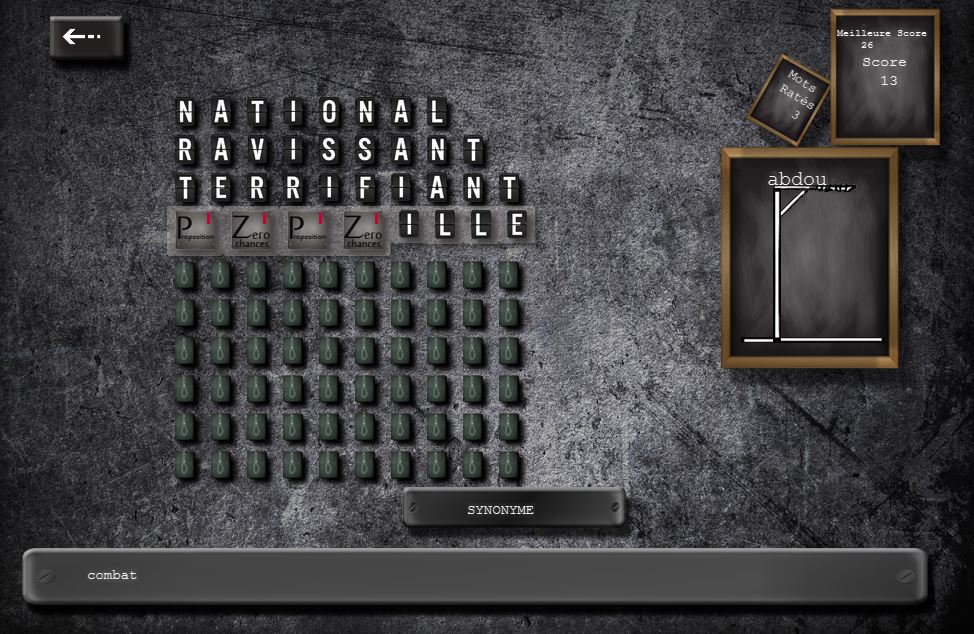 Meilleure Score
26
Score
13
Mots
Ratés
3
NATIONAL
RAVISSANT
TERRIFIANT
Proposition Zero chances Proposition Zero chances ILLE
abdou
SYNONYME
combat